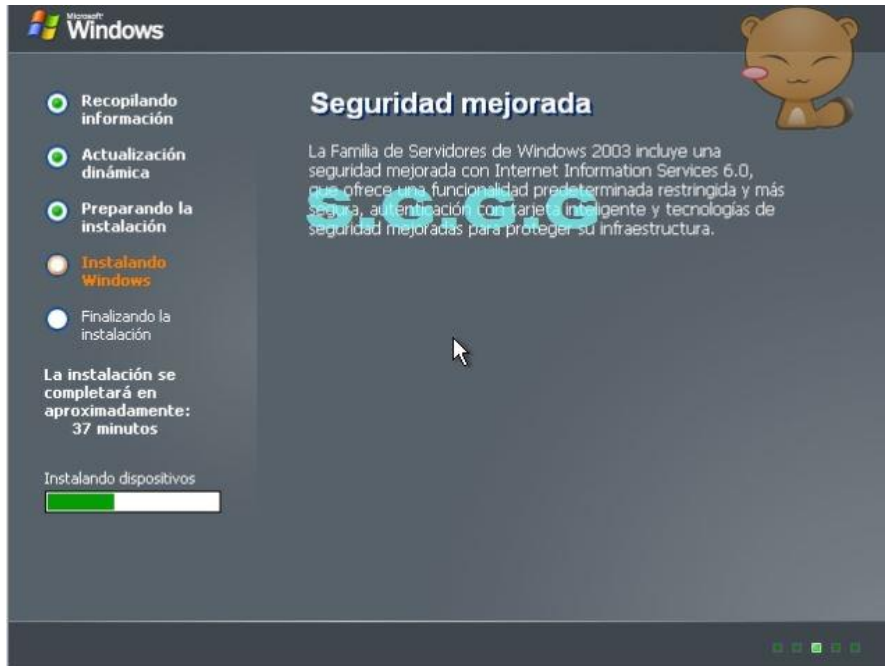 Microsoft
Windows
Recopilando
información
Actualización
dinámica
Preparando la
instalación
Instalando
Windows
Finalizando la
instalación
La instalación se
completará en
aproximadamente:
37 minutos
Instalando dispositivos
Seguridad mejorada
La Familia de Servidores de Windows 2003 incluye una
seguridad mejorada con Internet Information Services 6.0,
que ofrece una funcionalidad predeterminada restringida y más
segura, autenticación con tarjeta inteligente y tecnologías de
seguridad mejoradas para proteger su infraestructura.
S.G.G.G